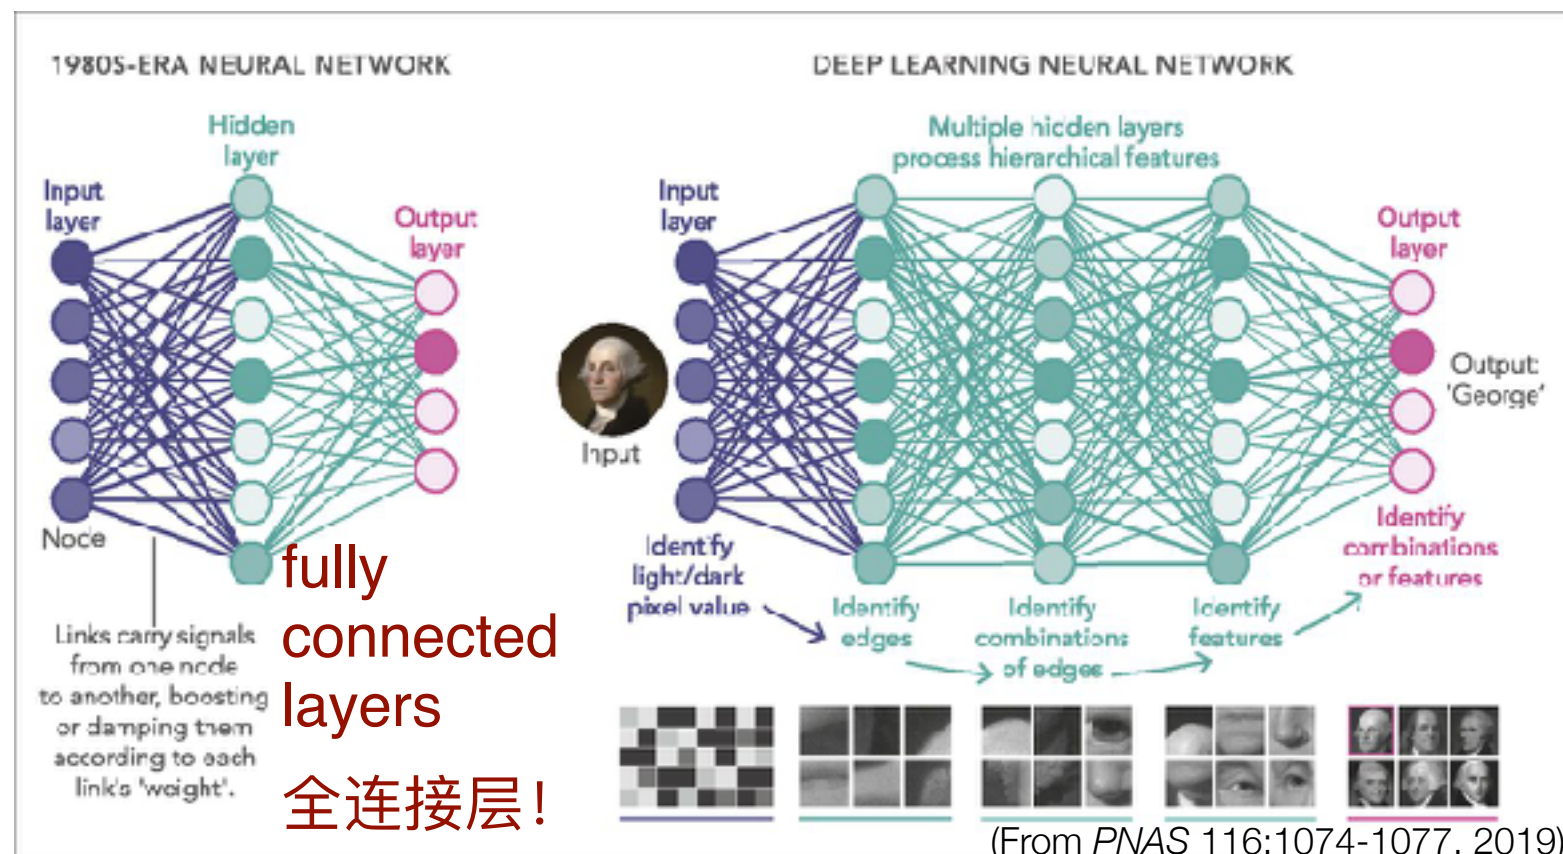 1980S-ERA NEURAL NETWORK
Hidden
layer
Input
layer
Output
layer
Node
Links carry signals
from one node
to another, boosting
or damping them
according to each
link's 'weight'.
fully
connected
layers
全连接层!
DEEP LEARNING NEURAL NETWORK
Multiple hidden layers
process hierarchical features
Input
layer
Output
layer
Input
Output:
'George'
Identify
light/dark
pixel value
Identify
edges
Identify
combinations
of edges
Identify
features
Identify
combinations
or features
(From PNAS 116:1074-1077, 2019)